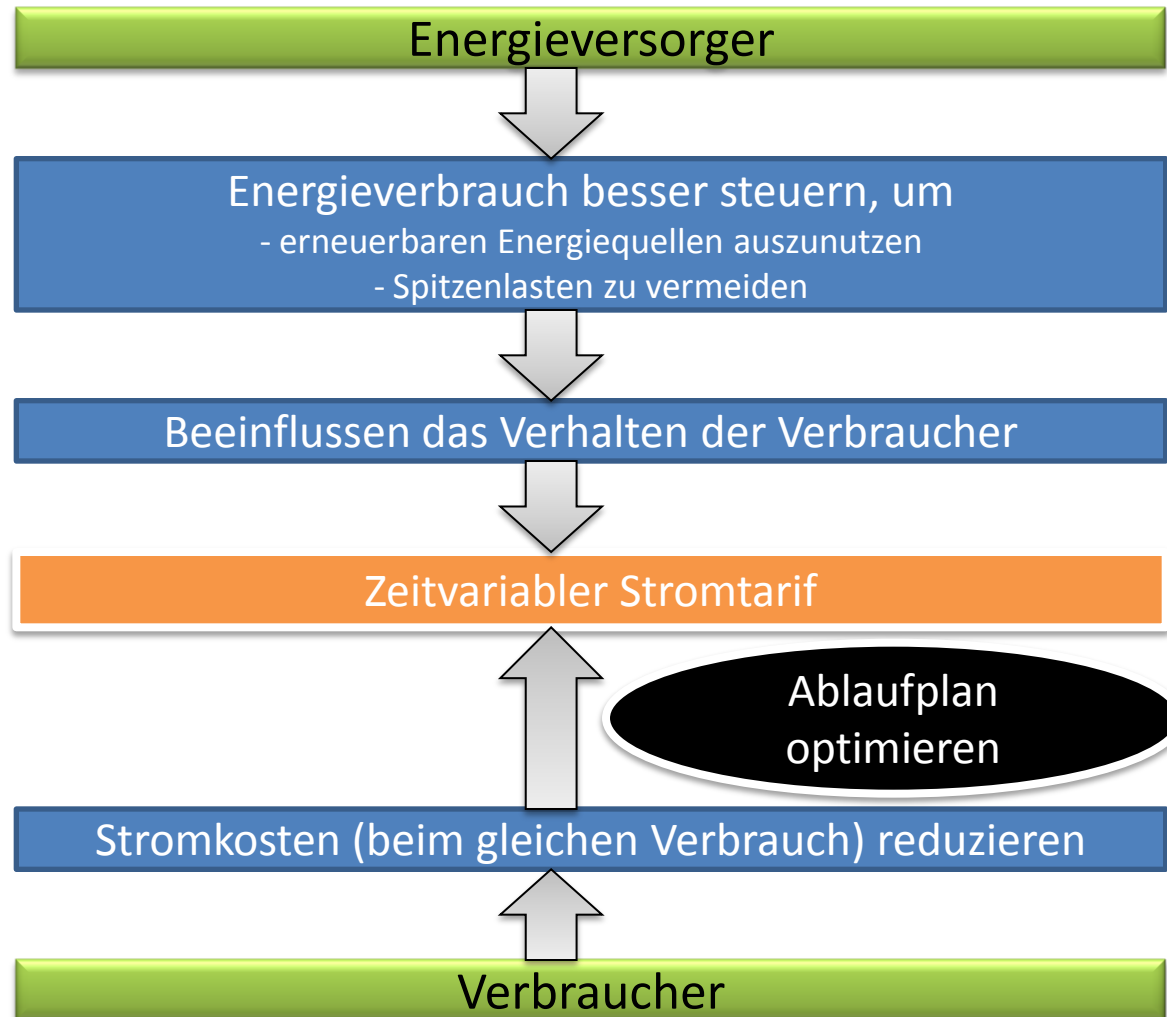 Energieversorger
Energieverbrauch besser steuern, um
- erneuerbaren Energiequellen auszunutzen
- Spitzenlasten zu vermeiden
Beeinflussen das Verhalten der Verbraucher
Zeitvariabler Stromtarif
Ablaufplan
optimieren
Stromkosten (beim gleichen Verbrauch) reduzieren
Verbraucher